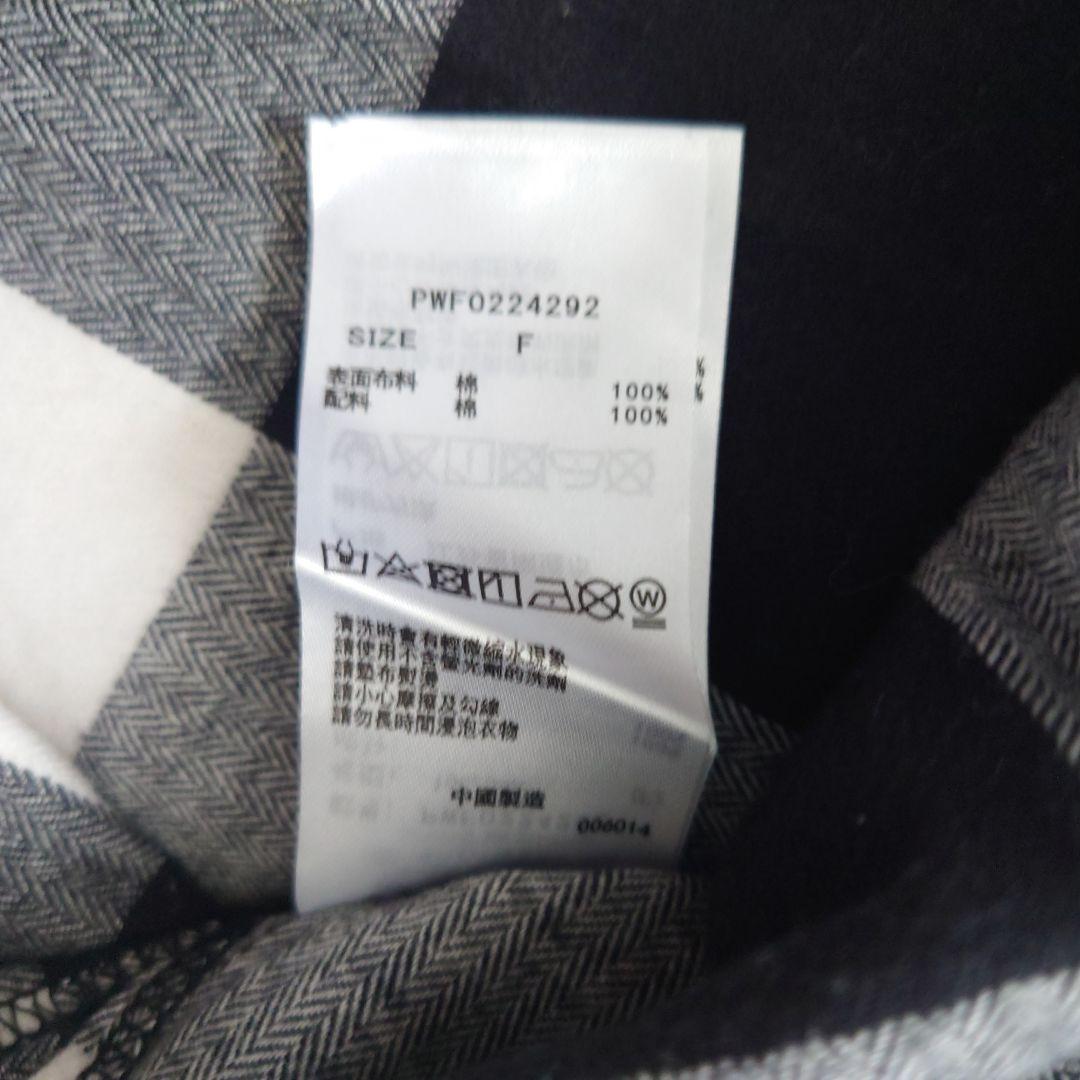 PWF0224292
SIZE F
表面布料 棉 100%
配料 棉 100%
W
清洗時會有輕微縮水現象
請使用不含螢光劑的洗劑
請墊布熨燙
請小心摩擦及勾線
請勿長時間浸泡衣物
中國製造
006014